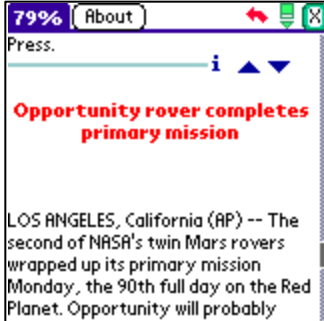 79% About
Press.
i
Opportunity rover completes
primary mission
LOS ANGELES, California (AP) -- The
second of NASA's twin Mars rovers
wrapped up its primary mission
Monday, the 90th full day on the Red
Planet. Opportunity will probably